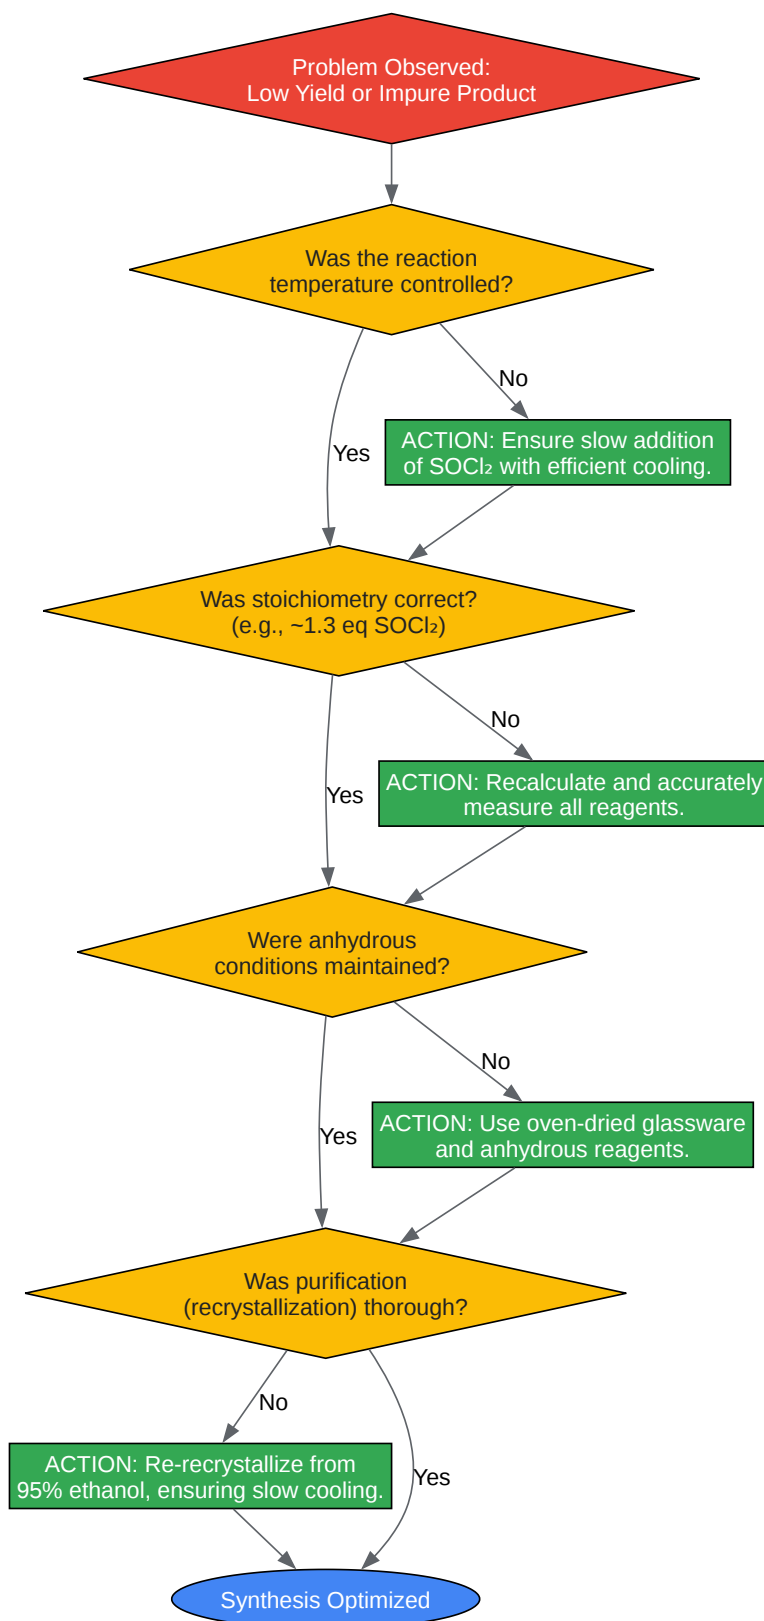 Problem Observed:
Low Yield or Impure Product
Was the reaction
temperature controlled?
No
ACTION: Ensure slow addition
of SOCl₂ with efficient cooling.
Yes
Was stoichiometry correct?
(e.g., ~1.3 eq SOCl₂)
No
ACTION: Recalculate and accurately
measure all reagents.
Yes
Were anhydrous
conditions maintained?
No
ACTION: Use oven-dried glassware
and anhydrous reagents.
Yes
Was purification
(recrystallization) thorough?
No
ACTION: Re-recrystallize from
95% ethanol, ensuring slow cooling.
Yes
Synthesis Optimized